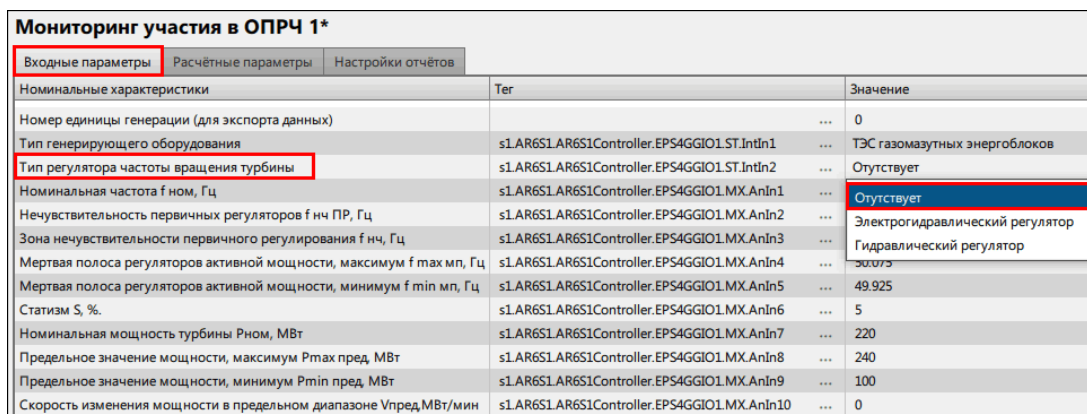 Мониторинг участия в ОПРЧ 1*
Входные параметры Расчётные параметры Настройки отчётов
Номинальные характеристики Тег Значение
Номер единицы генерации (для экспорта данных) ... 0
Тип генерирующего оборудования s1.AR6S1.AR6S1Controller.EPS4GGIO1.ST.IntIn1 ... ТЭС газомазутных энергоблоков
Тип регулятора частоты вращения турбины s1.AR6S1.AR6S1Controller.EPS4GGIO1.ST.IntIn2 ... Отутствует
Номинальная частота f ном, Гц s1.AR6S1.AR6S1Controller.EPS4GGIO1.MX.AnIn1 ... Отутствует
Нечувствительность первичных регуляторов f нч ПР, Гц s1.AR6S1.AR6S1Controller.EPS4GGIO1.MX.AnIn2 ... Электрогидравлический регулятор
Зона нечувствительности первичного регулирования f нч, Гц s1.AR6S1.AR6S1Controller.EPS4GGIO1.MX.AnIn3 ... Гидравлический регулятор
Мертвая полоса регуляторов активной мощности, максимум f max мп, Гц s1.AR6S1.AR6S1Controller.EPS4GGIO1.MX.AnIn4 ... 50.075
Мертвая полоса регуляторов активной мощности, минимум f min мп, Гц s1.AR6S1.AR6S1Controller.EPS4GGIO1.MX.AnIn5 ... 49.925
Статизм S, %. s1.AR6S1.AR6S1Controller.EPS4GGIO1.MX.AnIn6 ... 5
Номинальная мощность турбины Pном, МВт s1.AR6S1.AR6S1Controller.EPS4GGIO1.MX.AnIn7 ... 220
Предельное значение мощности, максимум Pmax пред, МВт s1.AR6S1.AR6S1Controller.EPS4GGIO1.MX.AnIn8 ... 240
Предельное значение мощности, минимум Pmin пред, МВт s1.AR6S1.AR6S1Controller.EPS4GGIO1.MX.AnIn9 ... 100
Скорость изменения мощности в предельном диапазоне Vпред,МВт/мин s1.AR6S1.AR6S1Controller.EPS4GGIO1.MX.AnIn10 ... 0